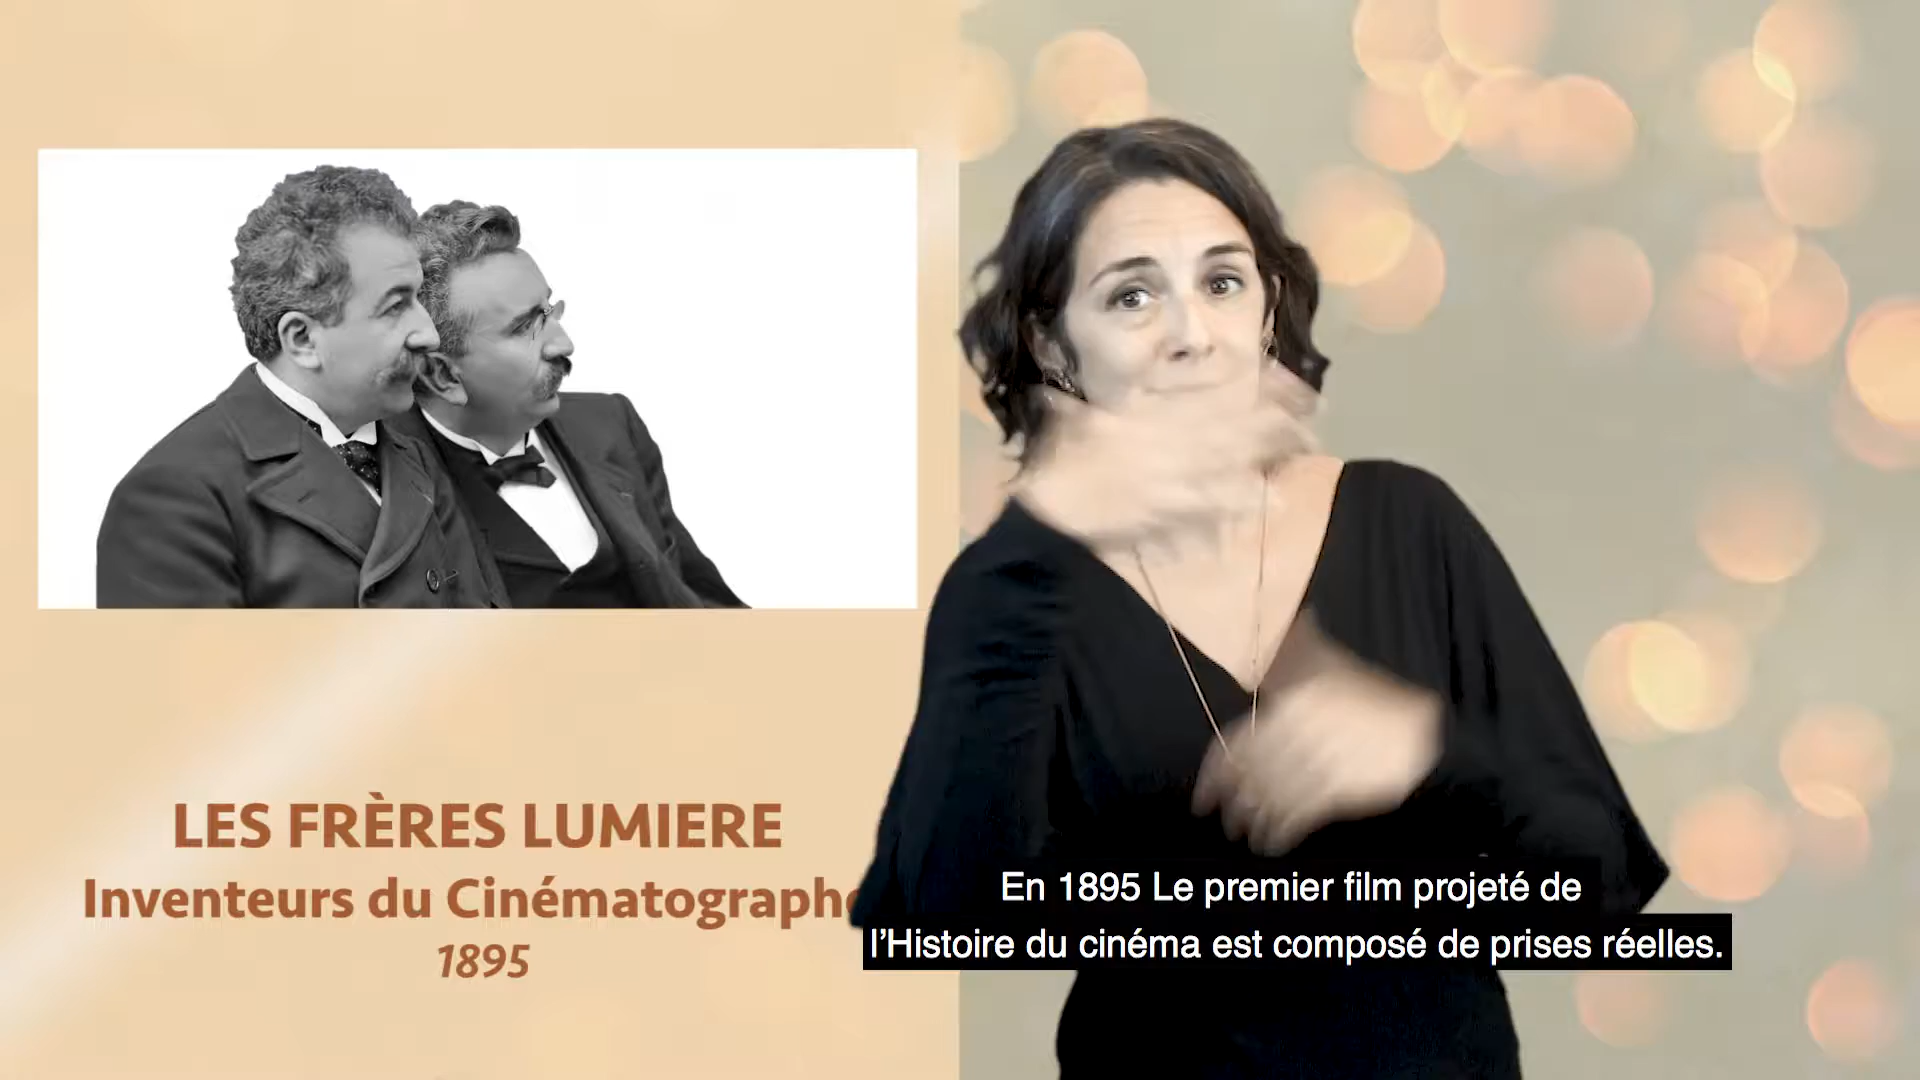 LES FRÈRES LUMIERE
Inventeurs du Cinématographe
1895
En 1895 Le premier film projeté de
l’Histoire du cinéma est composé de prises réelles.